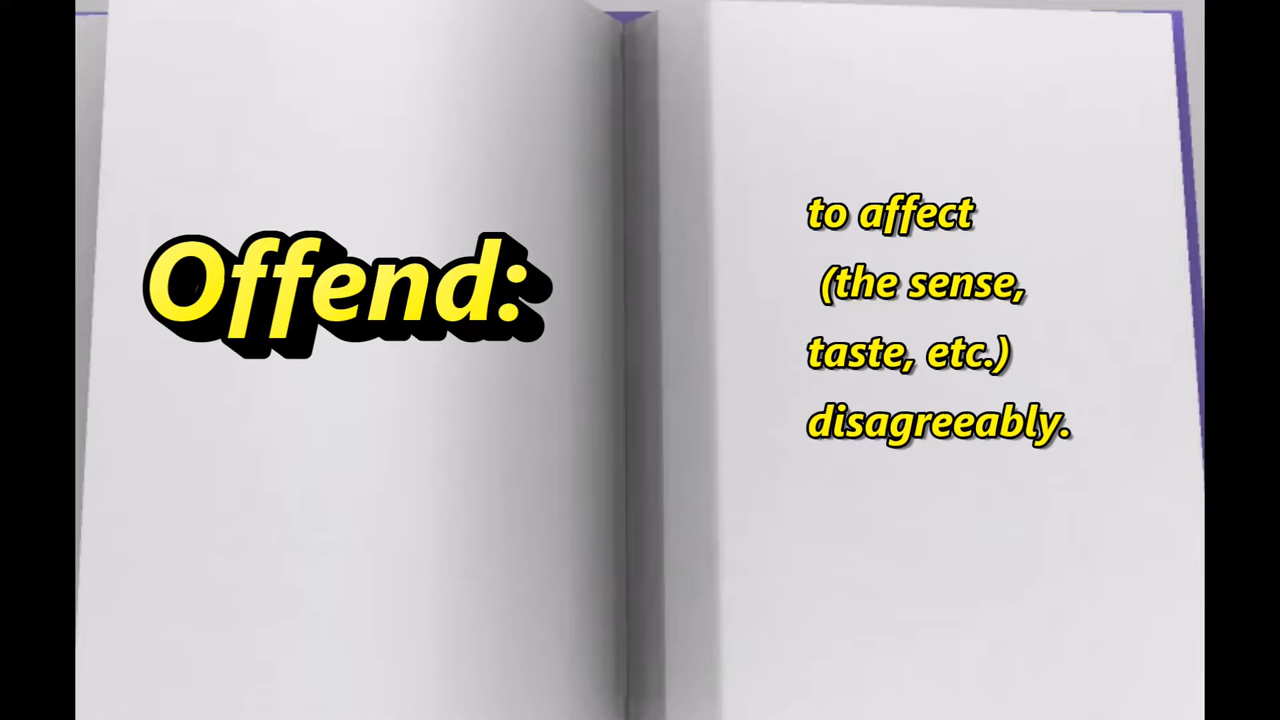 Offend:
to affect
(the sense,
taste, etc.)
disagreeably.